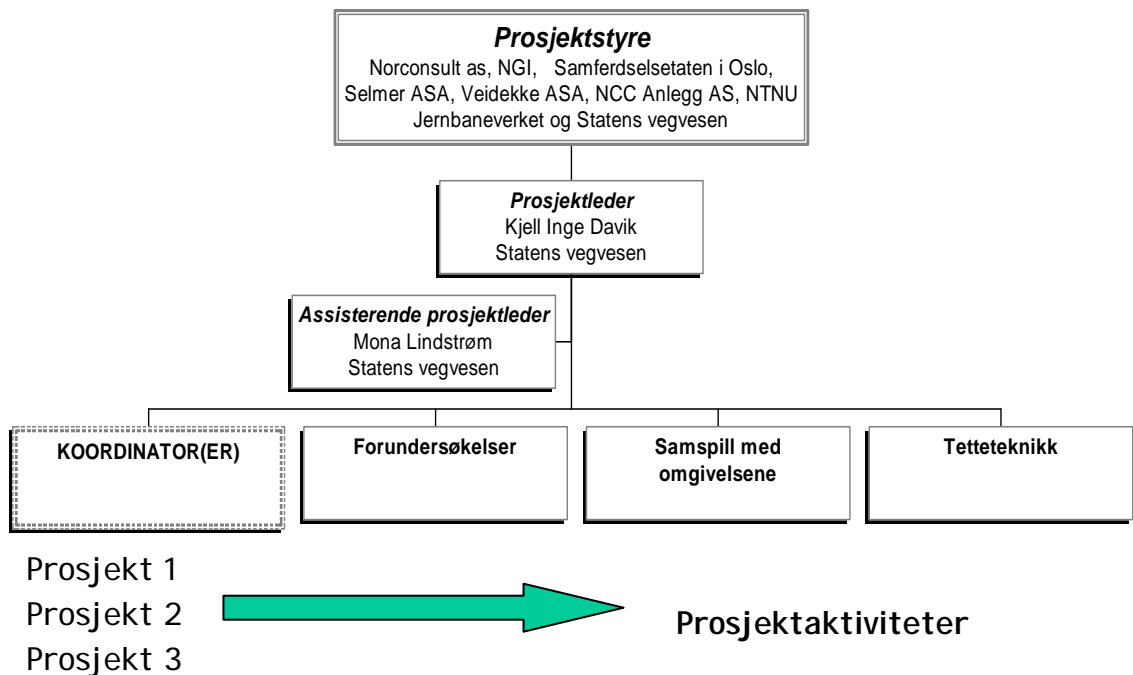 Prosjektstyre
Norconsult as, NGI, Samferdselsetaten i Oslo,
Selmer ASA, Veidekke ASA, NCC Anlegg AS, NTNU
Jernbaneverket og Statens vegvesen
Prosjektleder
Kjell Inge Davik
Statens vegvesen
Assisterende prosjektleder
Mona Lindstrøm
Statens vegvesen
KOORDINATOR(ER)
Forundersøkelser
Samspill med
omgivelsene
Tetteteknikk
Prosjekt 1
Prosjekt 2
Prosjekt 3
Prosjektaktiviteter